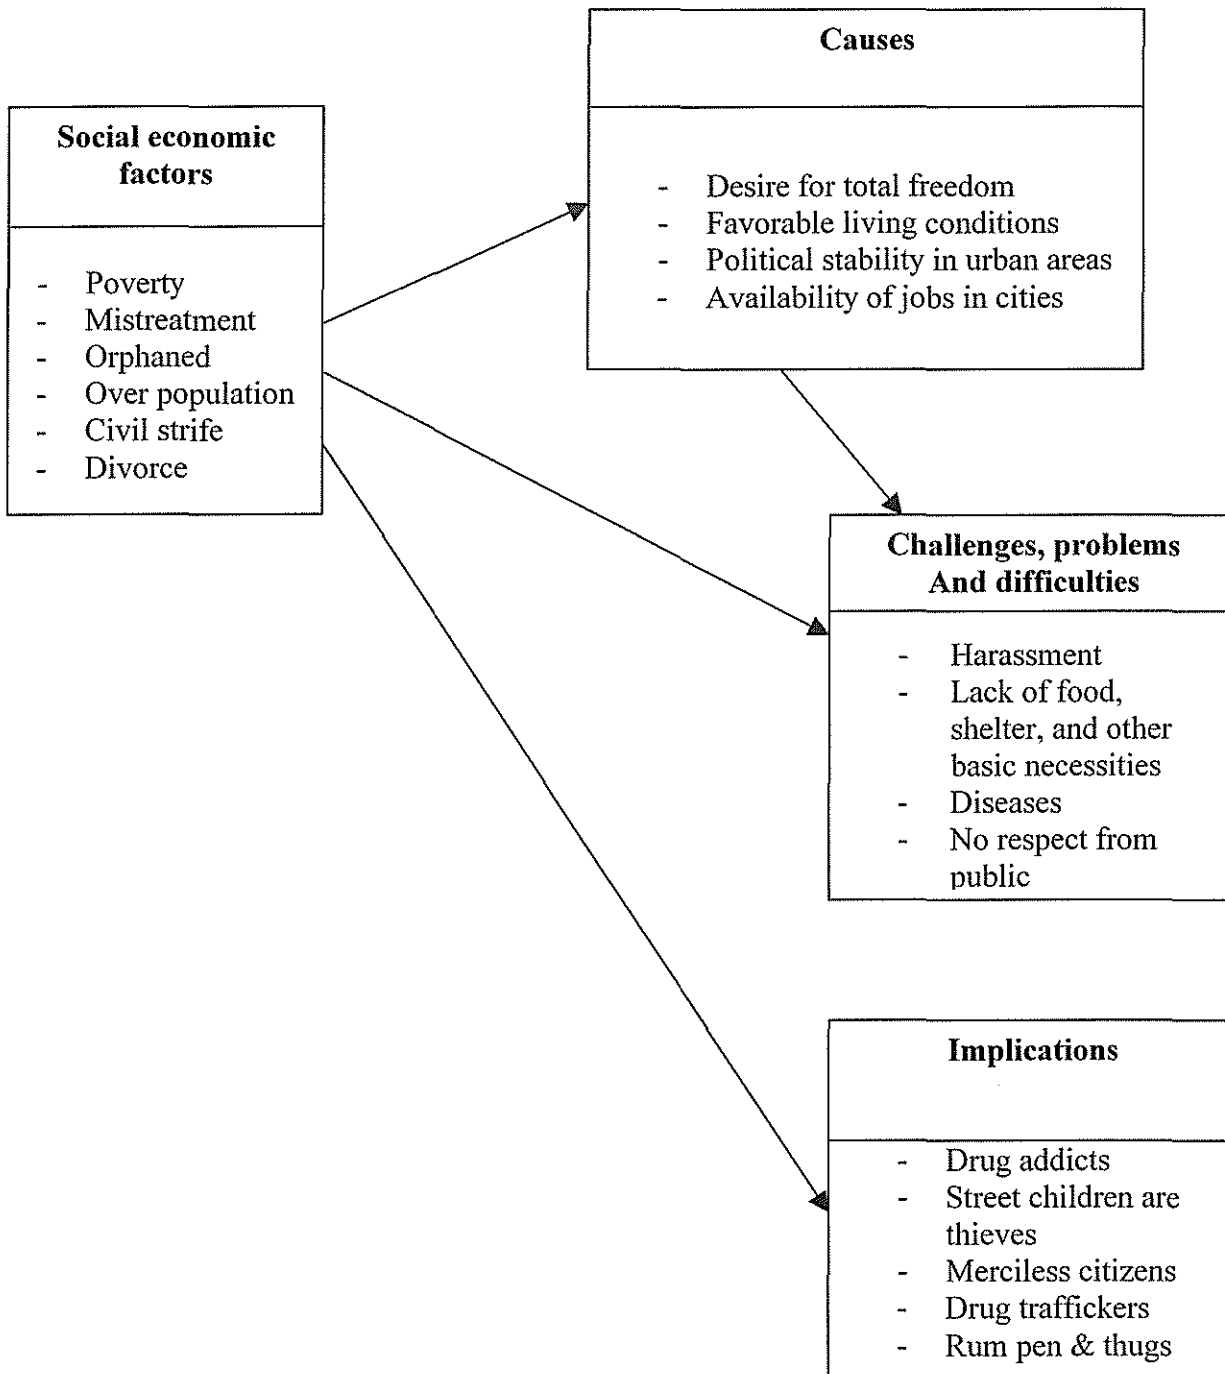 Social economic
factors
- Poverty
- Mistreatment
- Orphaned
- Over population
- Civil strife
- Divorce
Causes
- Desire for total freedom
- Favorable living conditions
- Political stability in urban areas
- Availability of jobs in cities
Challenges, problems
And difficulties
- Harassment
- Lack of food,
shelter, and other
basic necessities
- Diseases
- No respect from
public
Implications
- Drug addicts
- Street children are
thieves
- Merciless citizens
- Drug traffickers
- Rum pen & thugs